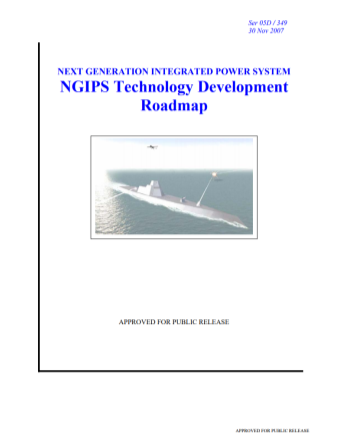 Ser 05D / 349
30 Nov 2007
NEXT GENERATION INTEGRATED POWER SYSTEM
NGIPS Technology Development
Roadmap
APPROVED FOR PUBLIC RELEASE
APPROVED FOR PUBLIC RELEASE